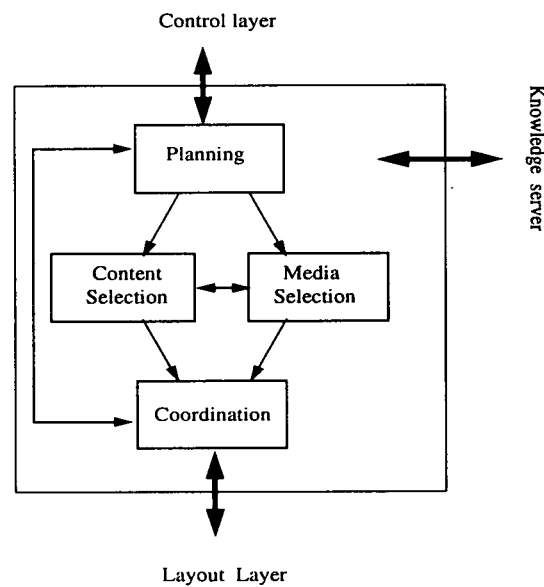 Control layer
Planning
Knowledge server
Content
Selection
Media
Selection
Coordination
Layout Layer